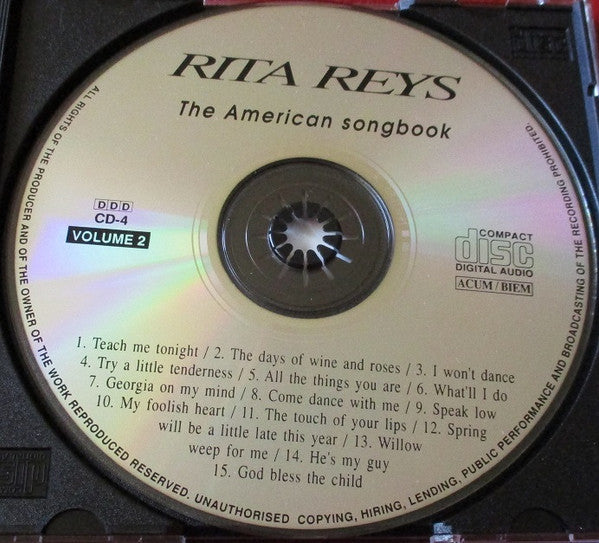 RITA REYS
The American songbook
DDD
CD-4
VOLUME 2
COMPACT
disc
DIGITAL AUDIO
ACUM / BIEM
1. Teach me tonight / 2. The days of wine and roses / 3. I won't dance
4. Try a little tenderness / 5. All the things you are / 6. What'll I do
7. Georgia on my mind / 8. Come dance with me / 9. Speak low
10. My foolish heart / 11. The touch of your lips / 12. Spring
will be a little late this year / 13. Willow
weep for me / 14. He's my guy
15. God bless the child
ALL RIGHTS OF THE PRODUCER AND OF THE OWNER OF THE WORK REPRODUCED RESERVED. UNAUTHORISED COPYING, HIRING, LENDING, PUBLIC PERFORMANCE AND BROADCASTING OF THE RECORDING PROHIBITED.